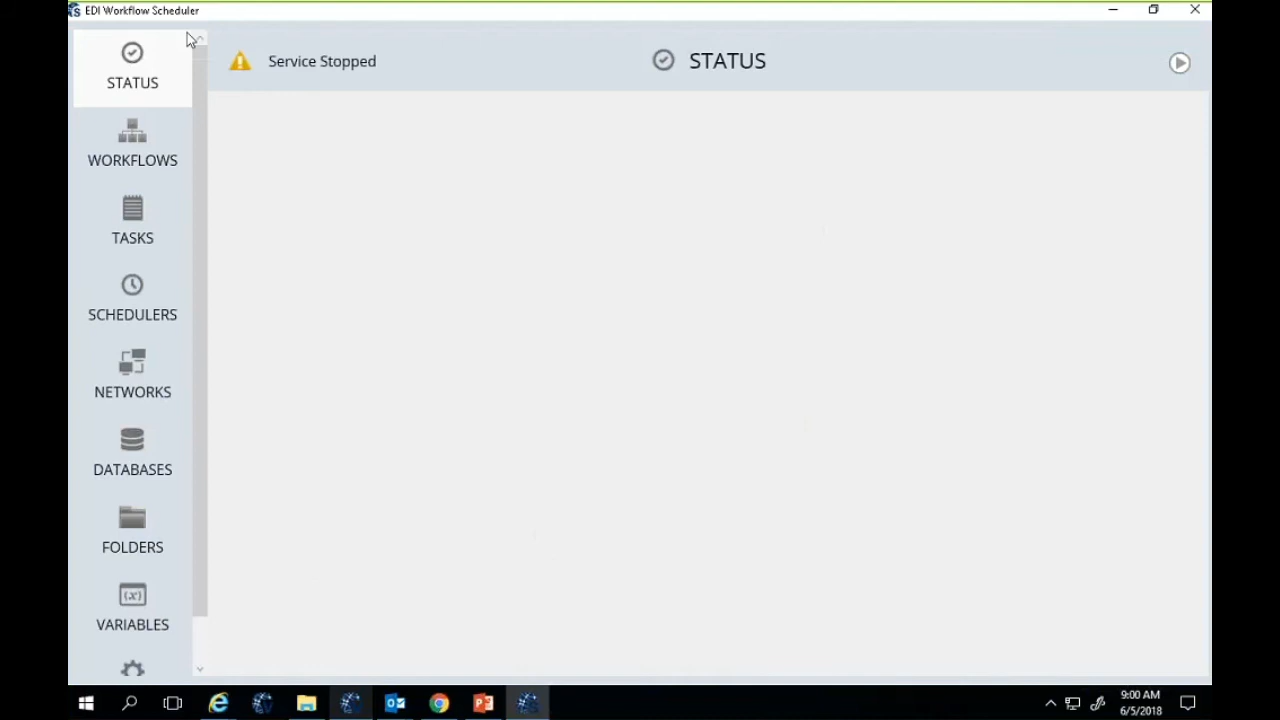 EDI Workflow Scheduler
STATUS
WORKFLOWS
TASKS
SCHEDULERS
NETWORKS
DATABASES
FOLDERS
VARIABLES
Service Stopped
STATUS
9:00 AM
6/5/2018